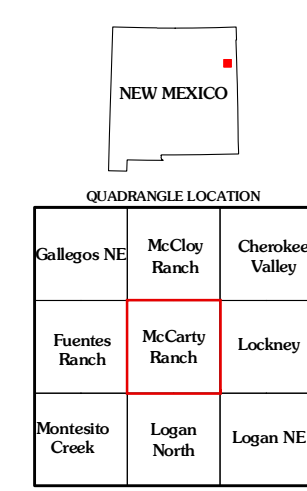 NEW MEXICO
QUADRANGLE LOCATION
Gallegos NE
McCloy
Ranch
Cherokee
Valley
Fuentes
Ranch
McCarty
Ranch
Lockney
Montesito
Creek
Logan
North
Logan NE